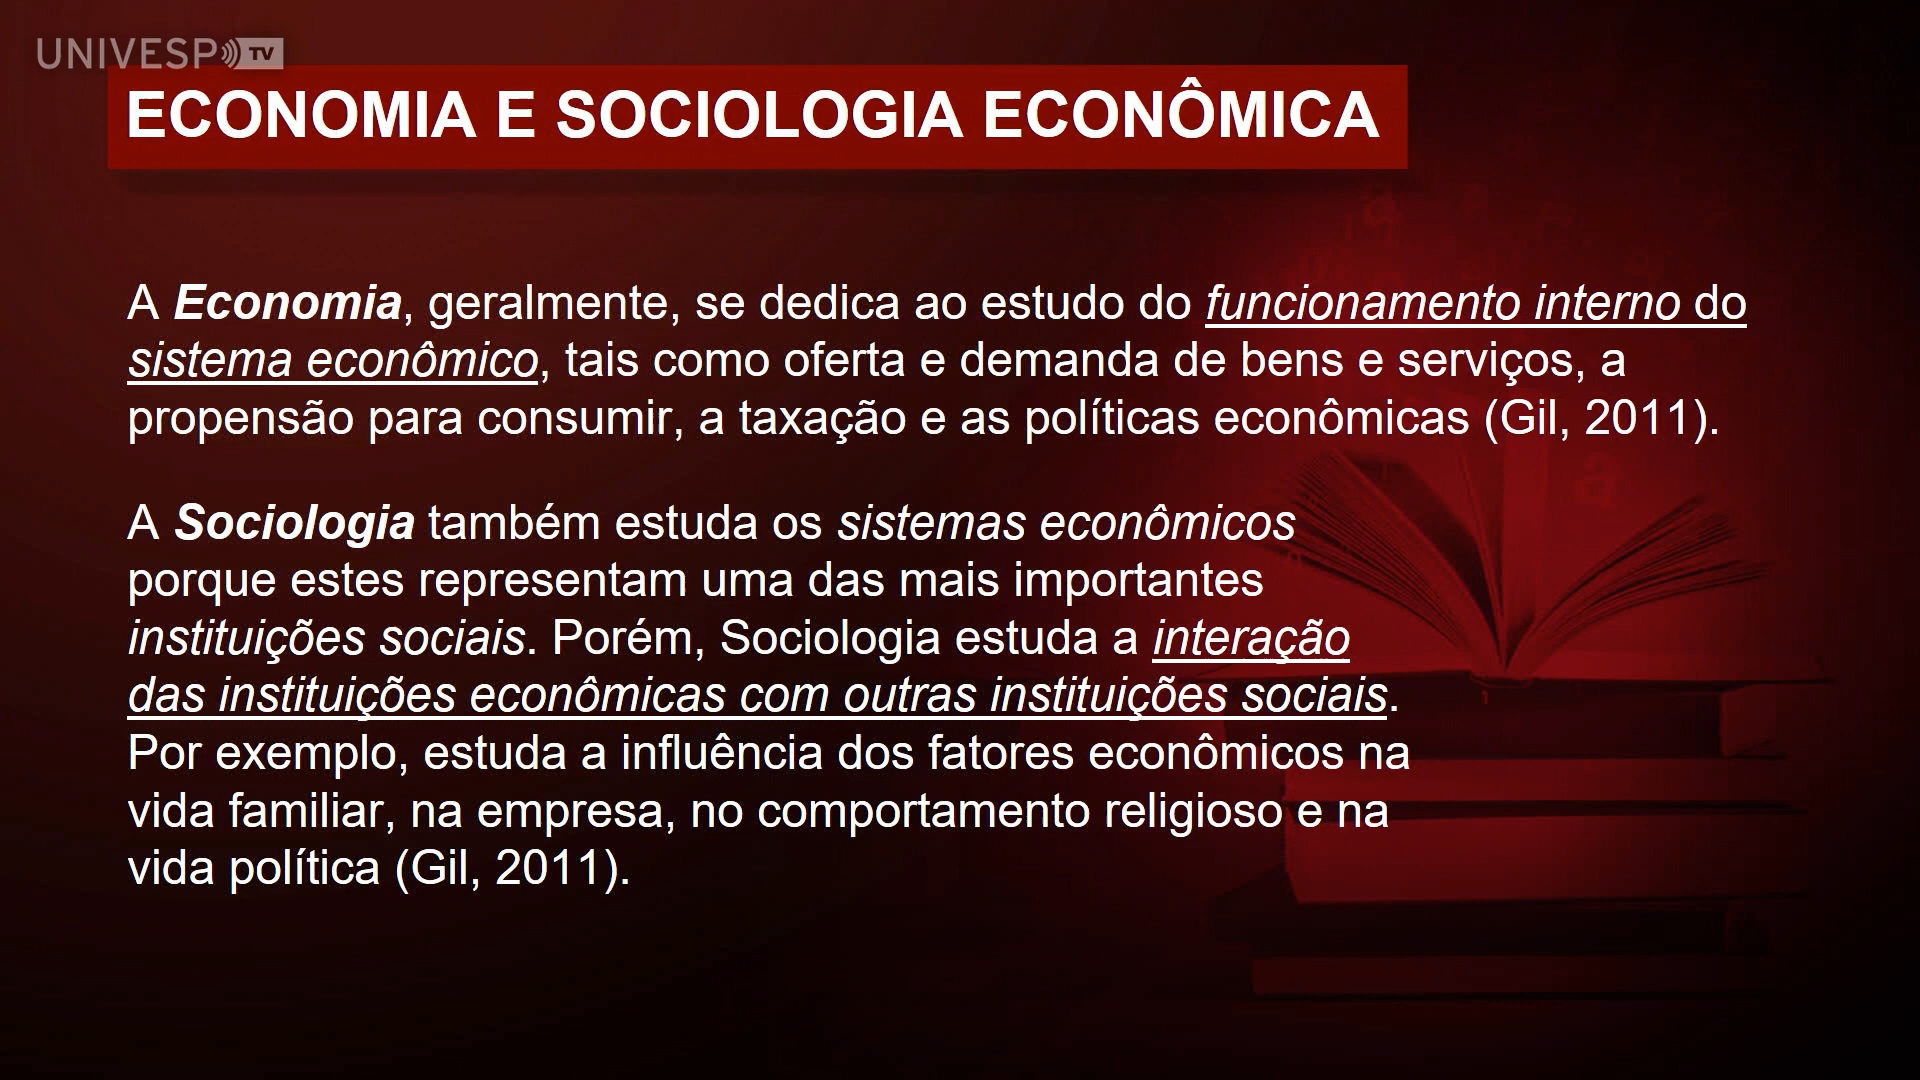 UNIVESP TV
ECONOMIA E SOCIOLOGIA ECONÔMICA
A Economia, geralmente, se dedica ao estudo do funcionamento interno do
sistema econômico, tais como oferta e demanda de bens e serviços, a
propensão para consumir, a taxação e as políticas econômicas (Gil, 2011).
A Sociologia também estuda os sistemas econômicos
porque estes representam uma das mais importantes
instituições sociais. Porém, Sociologia estuda a interação
das instituições econômicas com outras instituições sociais.
Por exemplo, estuda a influência dos fatores econômicos na
vida familiar, na empresa, no comportamento religioso e na
vida política (Gil, 2011).